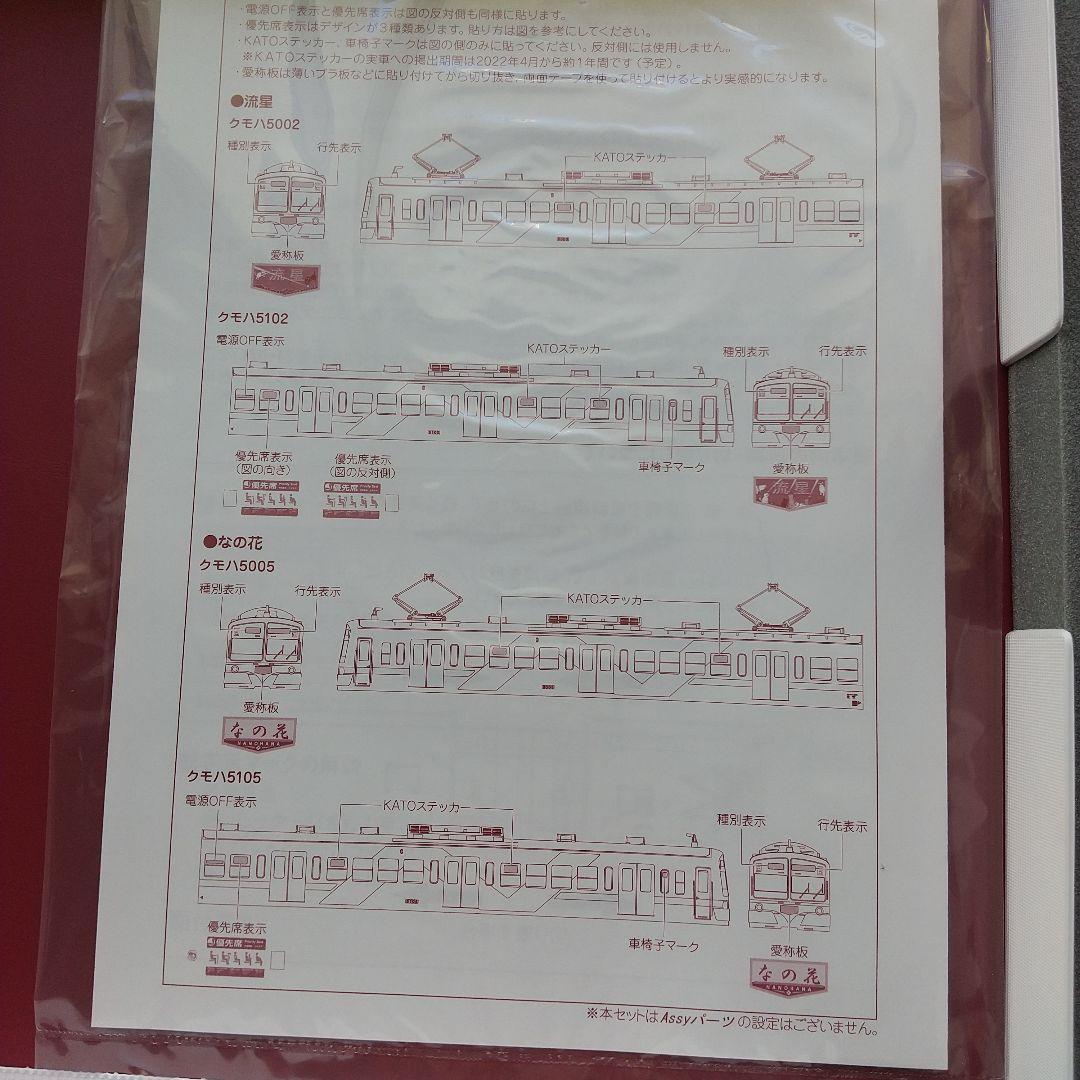 ・電源OFF表示と優先席表示は図の反対側も同様に貼ります。
・優先席表示はデザインが3種類あります。貼り方は図を参考にしてください。
・KATOステッカー、車椅子マークは図の側のみに貼ってください。反対側には使用しません。
※KATOステッカーの実車への掲出期間は2022年4月から約1年間です(予定)。
・愛称板は薄いプラ板などに貼り付けてから切り抜き、両面テープを使って貼り付けるとより実感的になります。
●流星
クモハ5002
種別表示 行先表示
KATOステッカー
愛称板
流星
クモハ5102
電源OFF表示
KATOステッカー
種別表示 行先表示
優先席表示
(図の向き)
優先席表示
(図の反対側)
車椅子マーク
愛称板
優先席 Priority Seat
優先席 Priority Seat
流星
●なの花
クモハ5005
種別表示 行先表示
KATOステッカー
愛称板
なの花
NANOHANA
クモハ5105
電源OFF表示
KATOステッカー
種別表示 行先表示
優先席表示
優先席 Priority Seat
車椅子マーク
愛称板
なの花
NANOHANA
※本セットはAssyパーツの設定はございません。